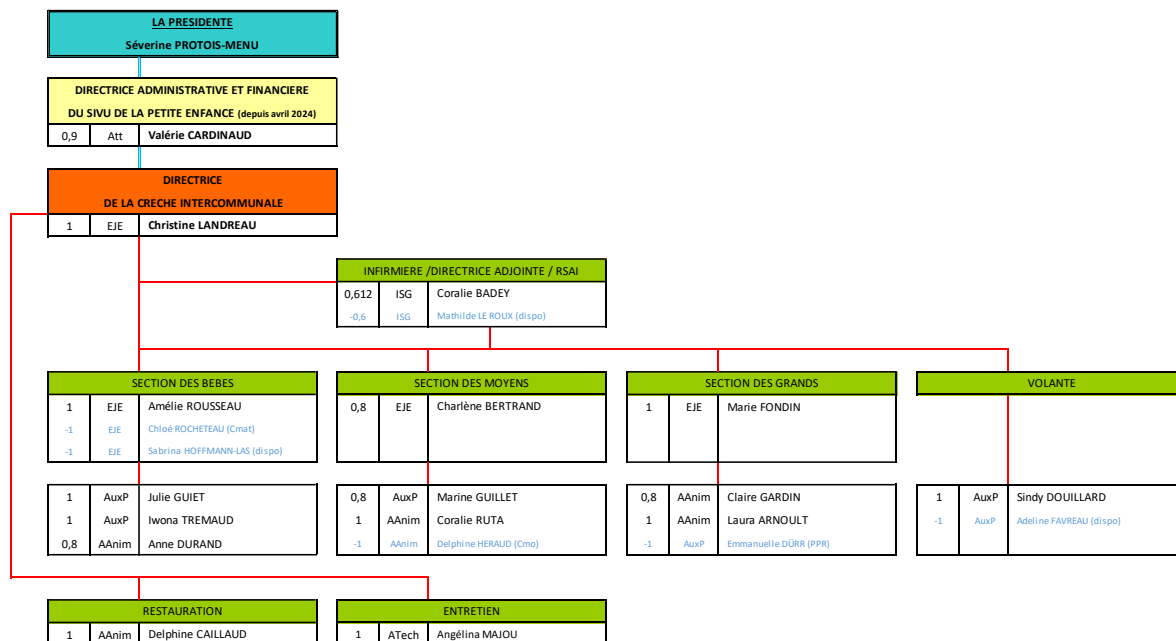 LA PRESIDENTE
Séverine PROTOIS-MENU
DIRECTRICE ADMINISTRATIVE ET FINANCIERE
DU SIVU DE LA PETITE ENFANCE (depuis avril 2024)
0,9 Att Valérie CARDINAUD
DIRECTRICE
DE LA CRECHE INTERCOMMUNALE
1 EJE Christine LANDREAU
INFIRMIERE /DIRECTRICE ADJOINTE / RSAI
0,612 ISG Coralie BADEY
-0,6 ISG Mathilde LE ROUX (dispo)
SECTION DES BEBES
1 EJE Amélie ROUSSEAU
-1 EJE Chloé ROCHETEAU (Cmat)
-1 EJE Sabrina HOFFMANN-LAS (dispo)
1 AuxP Julie GUIET
1 AuxP Iwona TREMAUD
0,8 AAnim Anne DURAND
SECTION DES MOYENS
0,8 EJE Charlène BERTRAND
0,8 AuxP Marine GUILLET
1 AAnim Coralie RUTA
-1 AAnim Delphine HERAUD (Cmo)
SECTION DES GRANDS
1 EJE Marie FONDIN
0,8 AAnim Claire GARDIN
1 AAnim Laura ARNOULT
-1 AuxP Emmanuelle DÜRR (PPR)
VOLANTE
1 AuxP Sindy DOUILLARD
-1 AuxP Adeline FAVREAU (dispo)
RESTAURATION
1 AAnim Delphine CAILLAUD
ENTRETIEN
1 ATech Angélina MAJOU